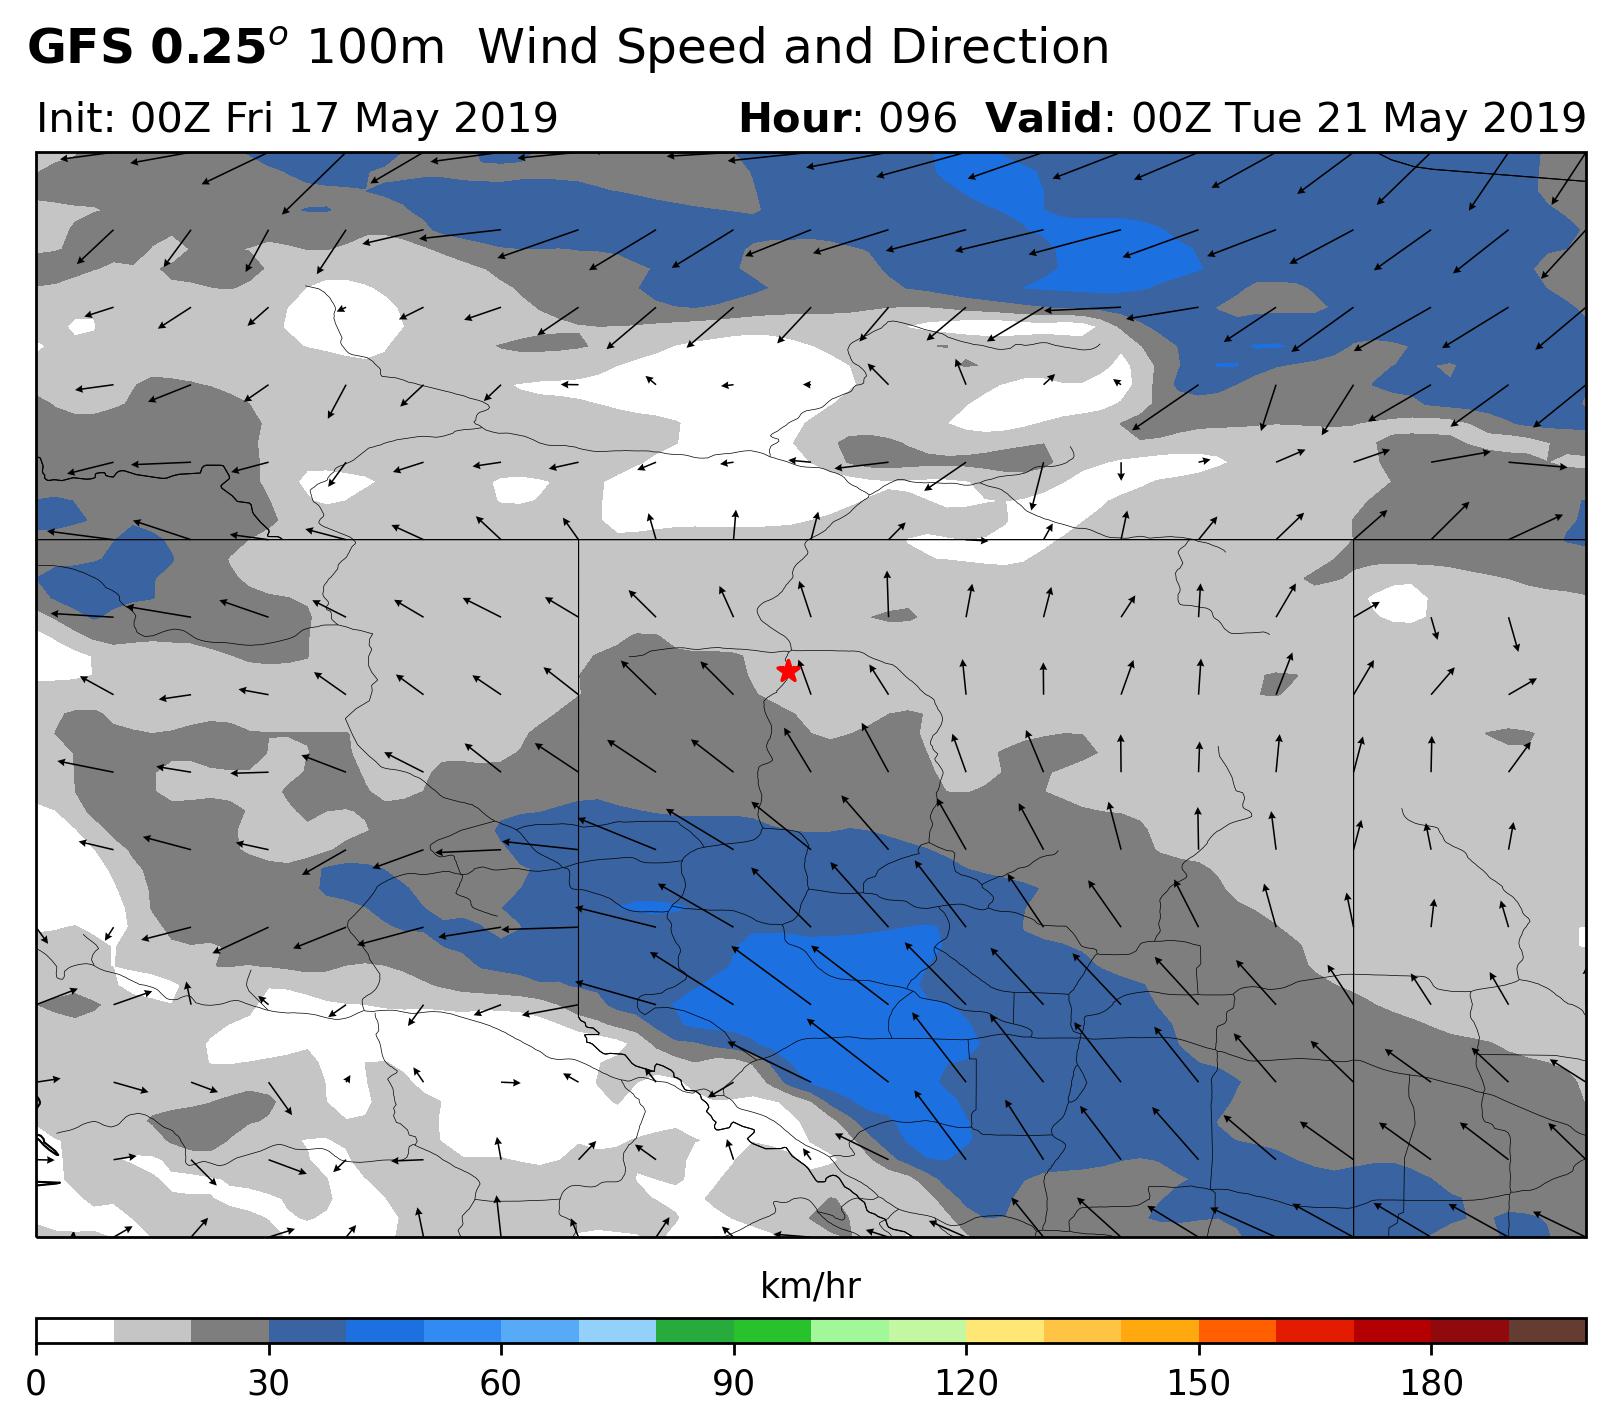 GFS 0.25º 100m Wind Speed and Direction
Init: 00Z Fri 17 May 2019 Hour: 096 Valid: 00Z Tue 21 May 2019
km/hr
0 30 60 90 120 150 180